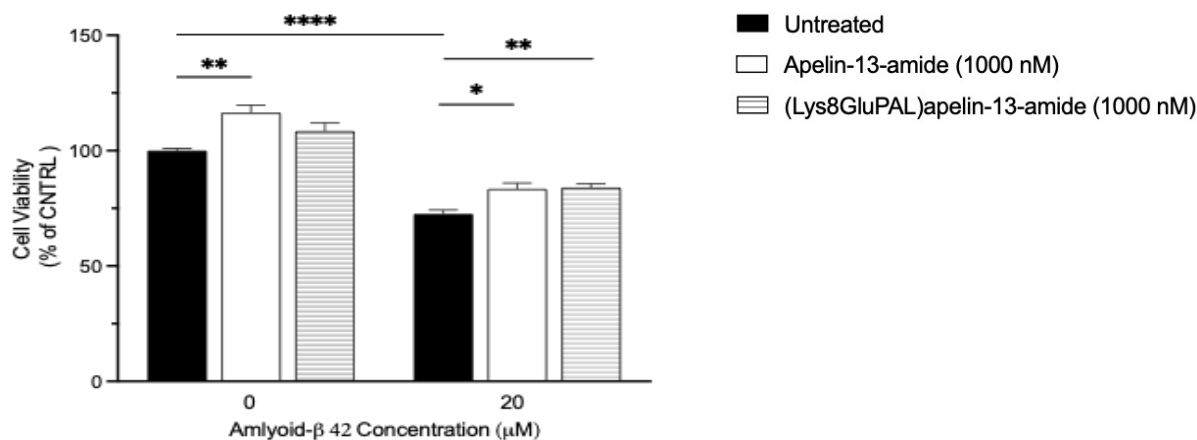 ****
**
**
*
150
100
50
0
Cell Viability
(% of CNTRL )
0
20
Amlyoid-β 42 Concentration (μM)
Untreated
Apelin-13-amide (1000 nM)
(Lys8GluPAL)apelin-13-amide (1000 nM)